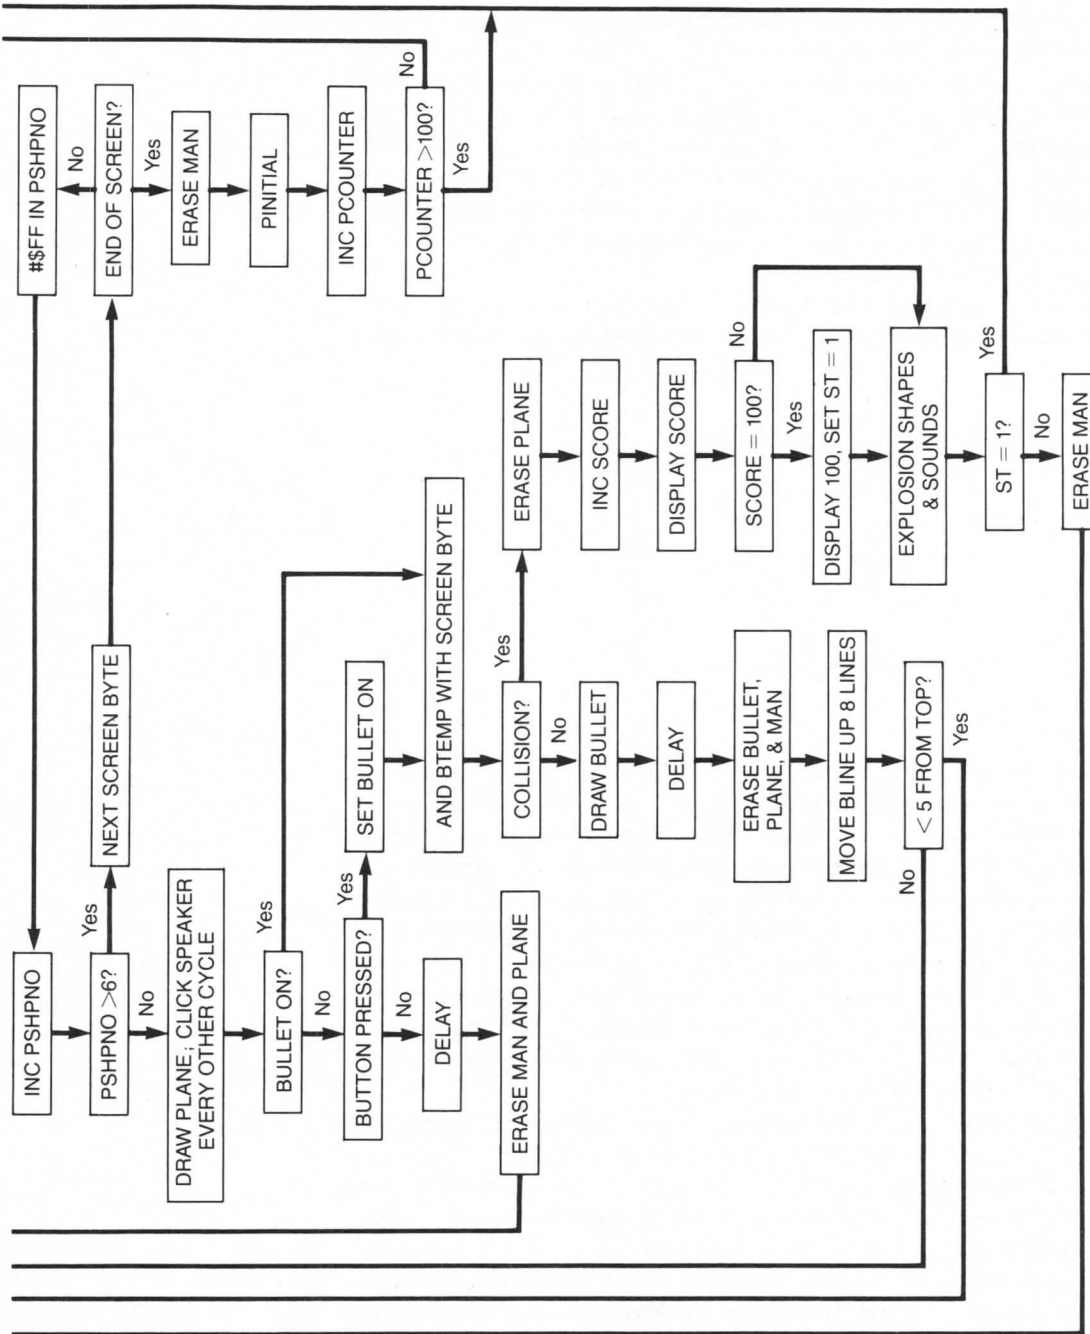 INC PSHPNO
PSHPNO >6?
Yes
No
DRAW PLANE; CLICK SPEAKER
EVERY OTHER CYCLE
BULLET ON?
Yes
No
BUTTON PRESSED?
Yes
No
DELAY
ERASE MAN AND PLANE
NEXT SCREEN BYTE
SET BULLET ON
AND BTEMP WITH SCREEN BYTE
COLLISION?
Yes
No
DRAW BULLET
DELAY
ERASE BULLET,
PLANE, & MAN
MOVE BLINE UP 8 LINES
< 5 FROM TOP?
No
Yes
ERASE PLANE
INC SCORE
DISPLAY SCORE
SCORE = 100?
No
Yes
DISPLAY 100, SET ST = 1
EXPLOSION SHAPES
& SOUNDS
ST = 1?
Yes
No
ERASE MAN
#$FF IN PSHPNO
No
END OF SCREEN?
Yes
ERASE MAN
PINITIAL
INC PCOUNTER
PCOUNTER >100?
No
Yes